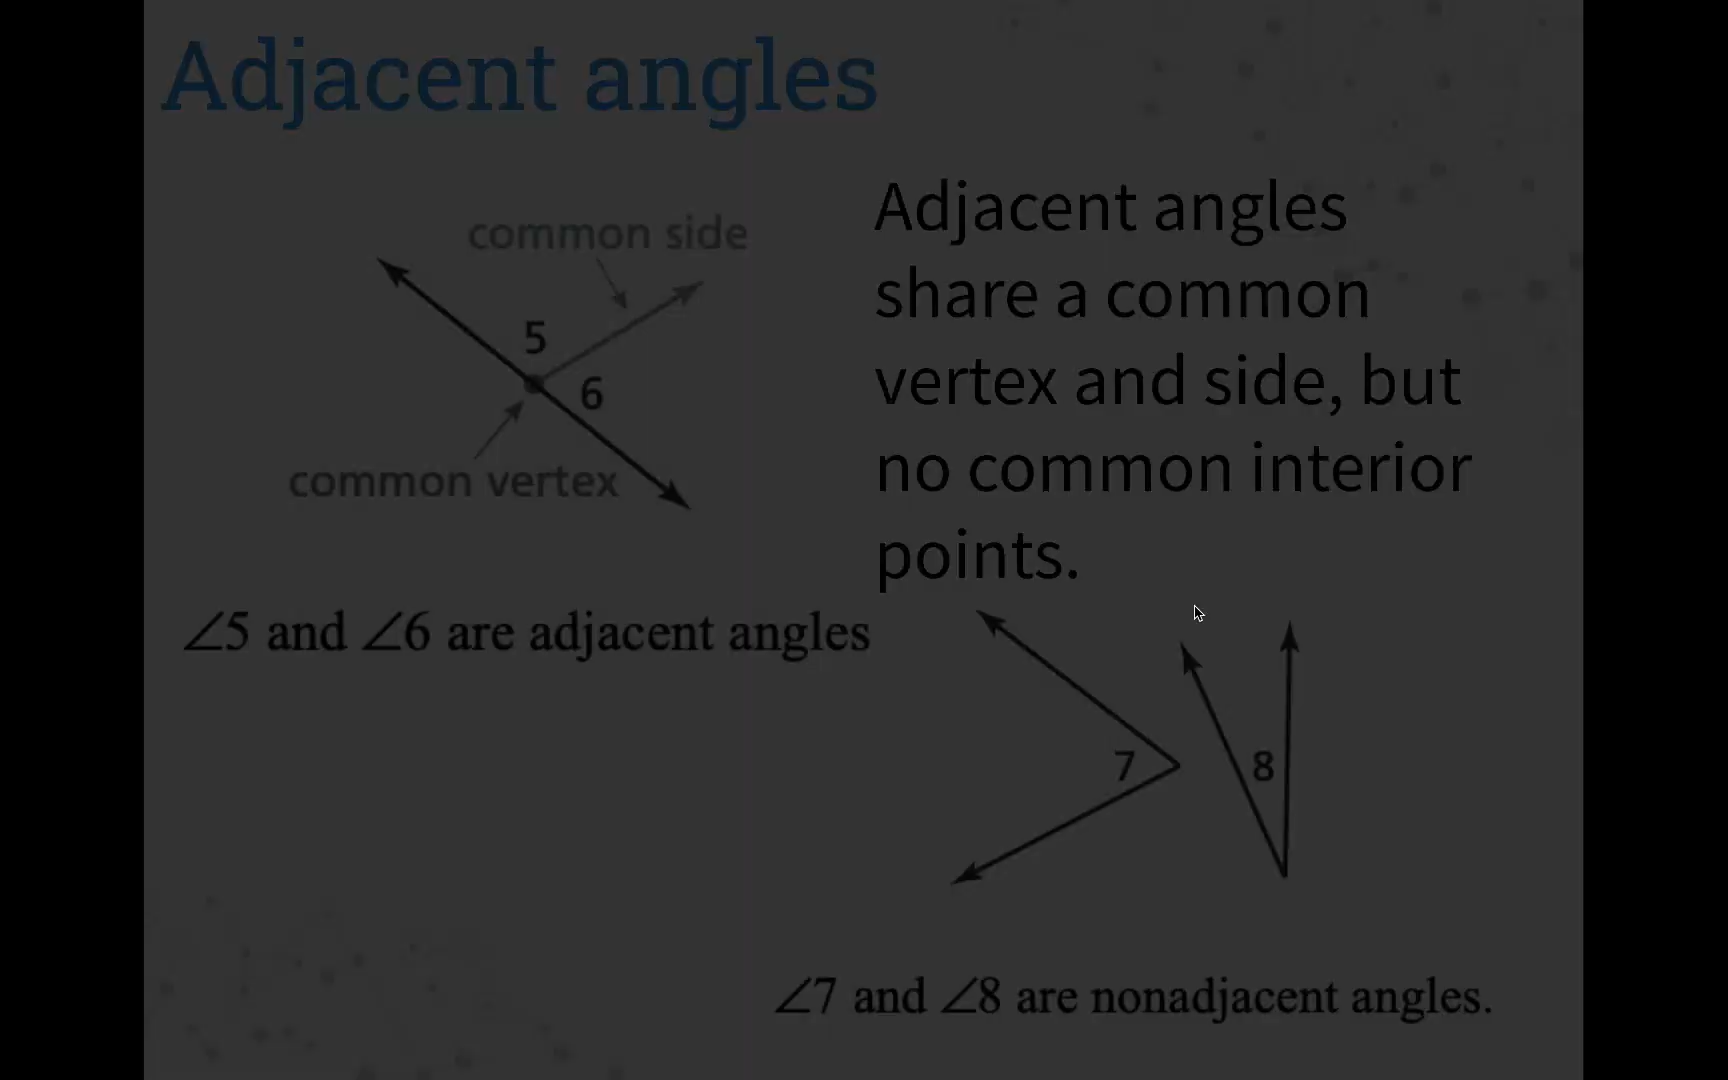 Adjacent angles
common side
5
6
common vertex
∠5 and ∠6 are adjacent angles
Adjacent angles
share a common
vertex and side, but
no common interior
points.
7
8
∠7 and ∠8 are nonadjacent angles.